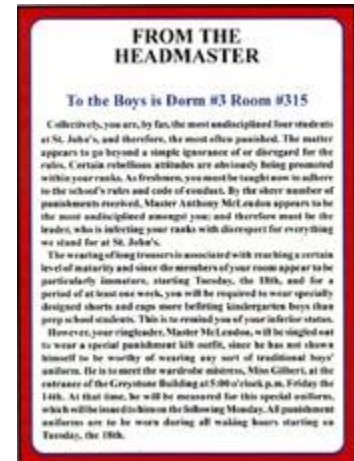 FROM THE
HEADMASTER
To the Boys is Dorm #3 Room #315
Collectively, you are, by far, the most undisciplined four students
at St. John's, and therefore, the most often punished. The matter
appears to go beyond a simple ignorance of or disregard for the
rules. Certain rebellious attitudes are obviously being promoted
within your ranks. As freshmen, you must be taught now to adhere
to the school's rules and code of conduct. By the sheer number of
punishments received, Master Anthony McLendon appears to be
the most undisciplined amongst you; and therefore must be the
leader, who is infecting your ranks with disrespect for everything
we stand for at St. John's.
The wearing of long trousers is associated with reaching a certain
level of maturity and since the members of your room appear to be
particularly immature, starting Tuesday, the 18th, and for a
period of at least one week, you will be required to wear specially
designed shorts and caps more befitting kindergarten boys than
prep school students. This is to remind you of your inferior status.
However, your ringleader, Master McLendon, will be singled out
to wear a special punishment kilt outfit, since he has not shown
himself to be worthy of wearing any sort of traditional boys'
uniform. He is to meet the wardrobe mistress, Miss Gilbert, at the
entrance of the Greystone Building at 5:00 o'clock p.m. Friday the
14th. At that time, he will be measured for this special uniform,
which will be issued to him on the following Monday. All punishment
uniforms are to be worn during all waking hours starting on
Tuesday, the 18th.